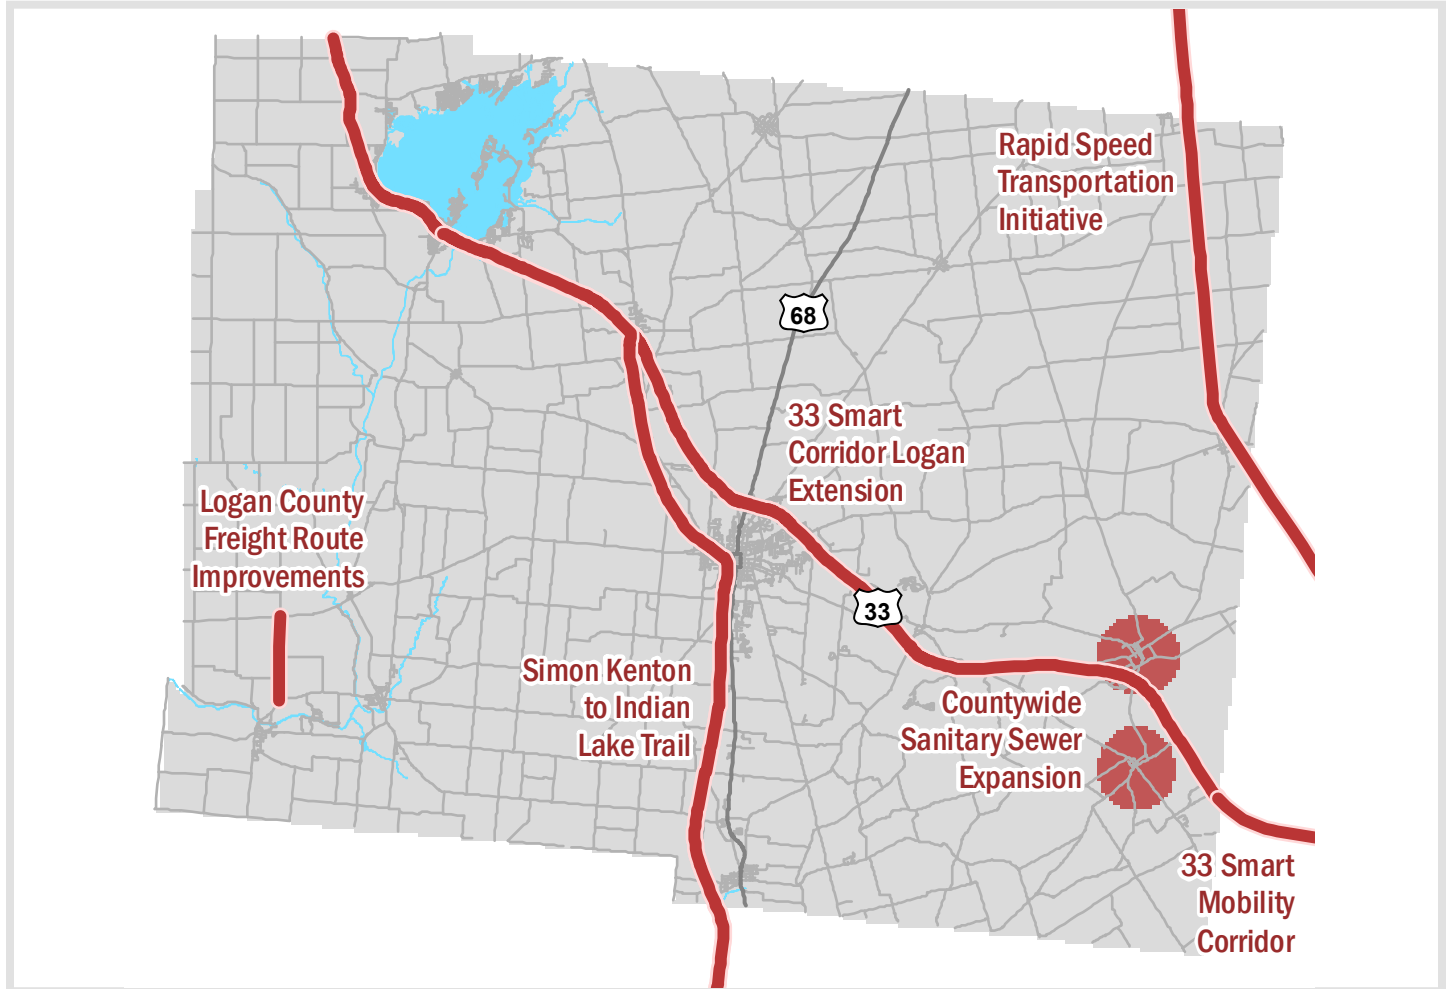 Rapid Speed
Transportation
Initiative
68
33 Smart
Corridor Logan
Extension
Logan County
Freight Route
Improvements
33
Simon Kenton
to Indian
Lake Trail
Countywide
Sanitary Sewer
Expansion
33 Smart
Mobility
Corridor